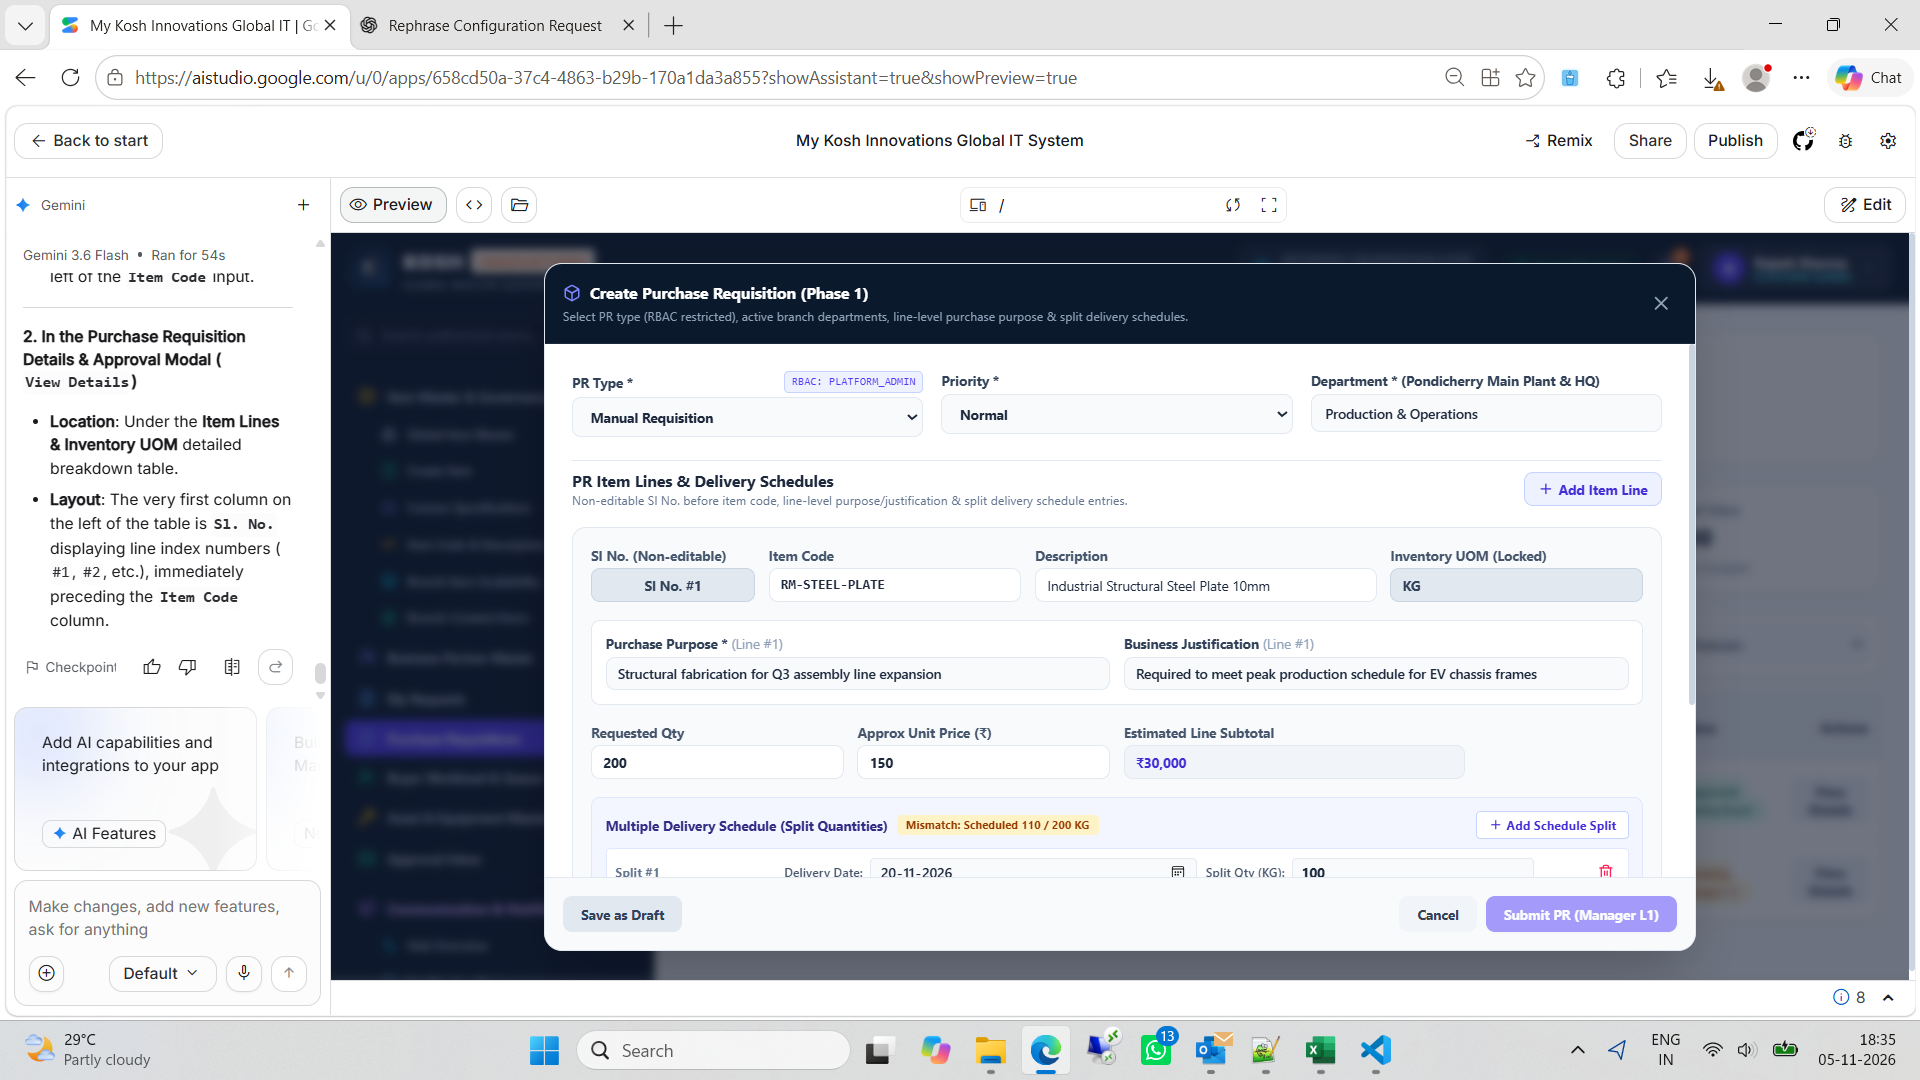 My Kosh Innovations Global IT | Go
Rephrase Configuration Request
https://aistudio.google.com/u/0/apps/658cd50a-37c4-4863-b29b-170a1da3a855?showAssistant=true&showPreview=true
Chat
Back to start
My Kosh Innovations Global IT System
Remix
Share
Publish
Gemini
Preview
/
Edit
Gemini 3.6 Flash • Ran for 54s
left of the Item Code input.
2. In the Purchase Requisition
Details & Approval Modal (
View Details)
• Location: Under the Item Lines
& Inventory UOM detailed
breakdown table.
• Layout: The very first column on
the left of the table is Sl. No.
displaying line index numbers (
#1, #2, etc.), immediately
preceding the Item Code
column.
Checkpoint
Add AI capabilities and
integrations to your app
AI Features
Make changes, add new features,
ask for anything
Default
Create Purchase Requisition (Phase 1)
Select PR type (RBAC restricted), active branch departments, line-level purchase purpose & split delivery schedules.
PR Type *
RBAC: PLATFORM_ADMIN
Priority *
Department * (Pondicherry Main Plant & HQ)
Manual Requisition
Normal
Production & Operations
PR Item Lines & Delivery Schedules
Non-editable Sl No. before item code, line-level purpose/justification & split delivery schedule entries.
+ Add Item Line
Sl No. (Non-editable)
Item Code
Description
Inventory UOM (Locked)
Sl No. #1
RM-STEEL-PLATE
Industrial Structural Steel Plate 10mm
KG
Purchase Purpose * (Line #1)
Business Justification (Line #1)
Structural fabrication for Q3 assembly line expansion
Required to meet peak production schedule for EV chassis frames
Requested Qty
Approx Unit Price (₹)
Estimated Line Subtotal
200
150
₹30,000
Multiple Delivery Schedule (Split Quantities)
Mismatch: Scheduled 110 / 200 KG
+ Add Schedule Split
Split #1
Delivery Date:
20-11-2026
Split Qty (KG):
100
Save as Draft
Cancel
Submit PR (Manager L1)
8
29°C
Partly cloudy
Search
13
ENG
IN
18:35
05-11-2026